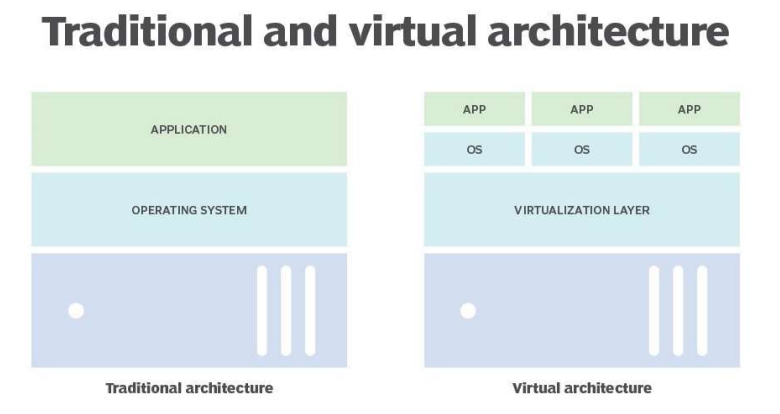 Traditional and virtual architecture
APPLICATION
OPERATING SYSTEM
Traditional architecture
APP APP APP
OS OS OS
VIRTUALIZATION LAYER
Virtual architecture